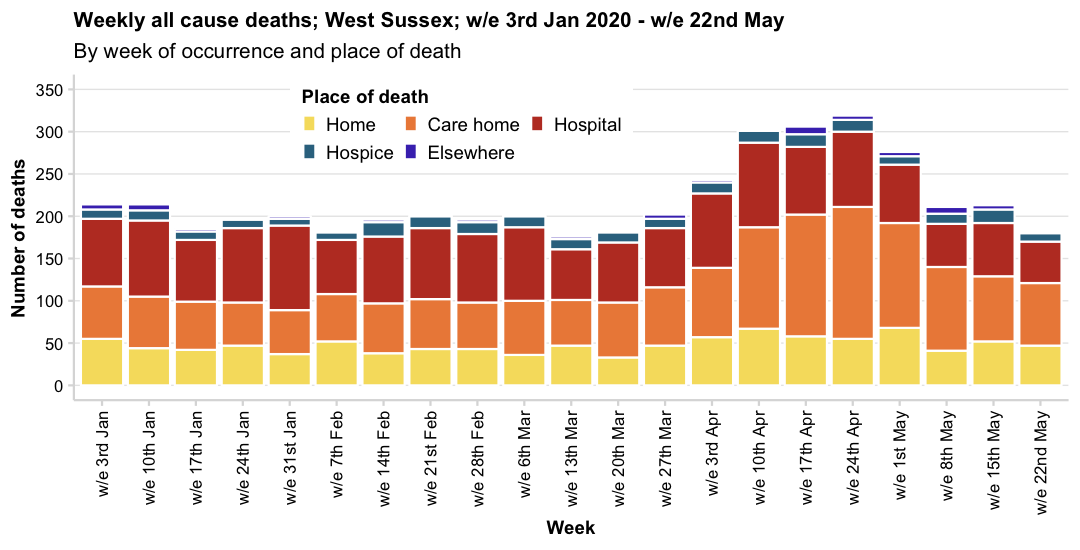 Weekly all cause deaths; West Sussex; w/e 3rd Jan 2020 - w/e 22nd May
By week of occurrence and place of death
Place of death
Home Care home Hospital
Hospice Elsewhere
Number of deaths
350
300
250
200
150
100
50
0
w/e 3rd Jan
w/e 10th Jan
w/e 17th Jan
w/e 24th Jan
w/e 31st Jan
w/e 7th Feb
w/e 14th Feb
w/e 21st Feb
w/e 28th Feb
w/e 6th Mar
w/e 13th Mar
w/e 20th Mar
w/e 27th Mar
w/e 3rd Apr
w/e 10th Apr
w/e 17th Apr
w/e 24th Apr
w/e 1st May
w/e 8th May
w/e 15th May
w/e 22nd May
Week